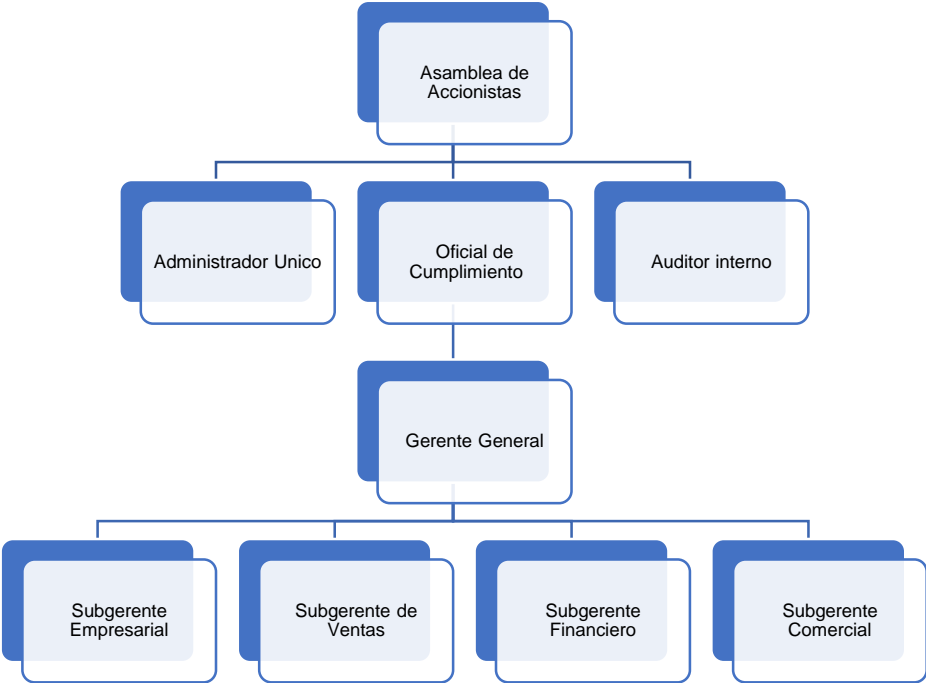 Asamblea de
Accionistas
Administrador Unico
Oficial de
Cumplimiento
Auditor interno
Gerente General
Subgerente
Empresarial
Subgerente de
Ventas
Subgerente
Financiero
Subgerente
Comercial